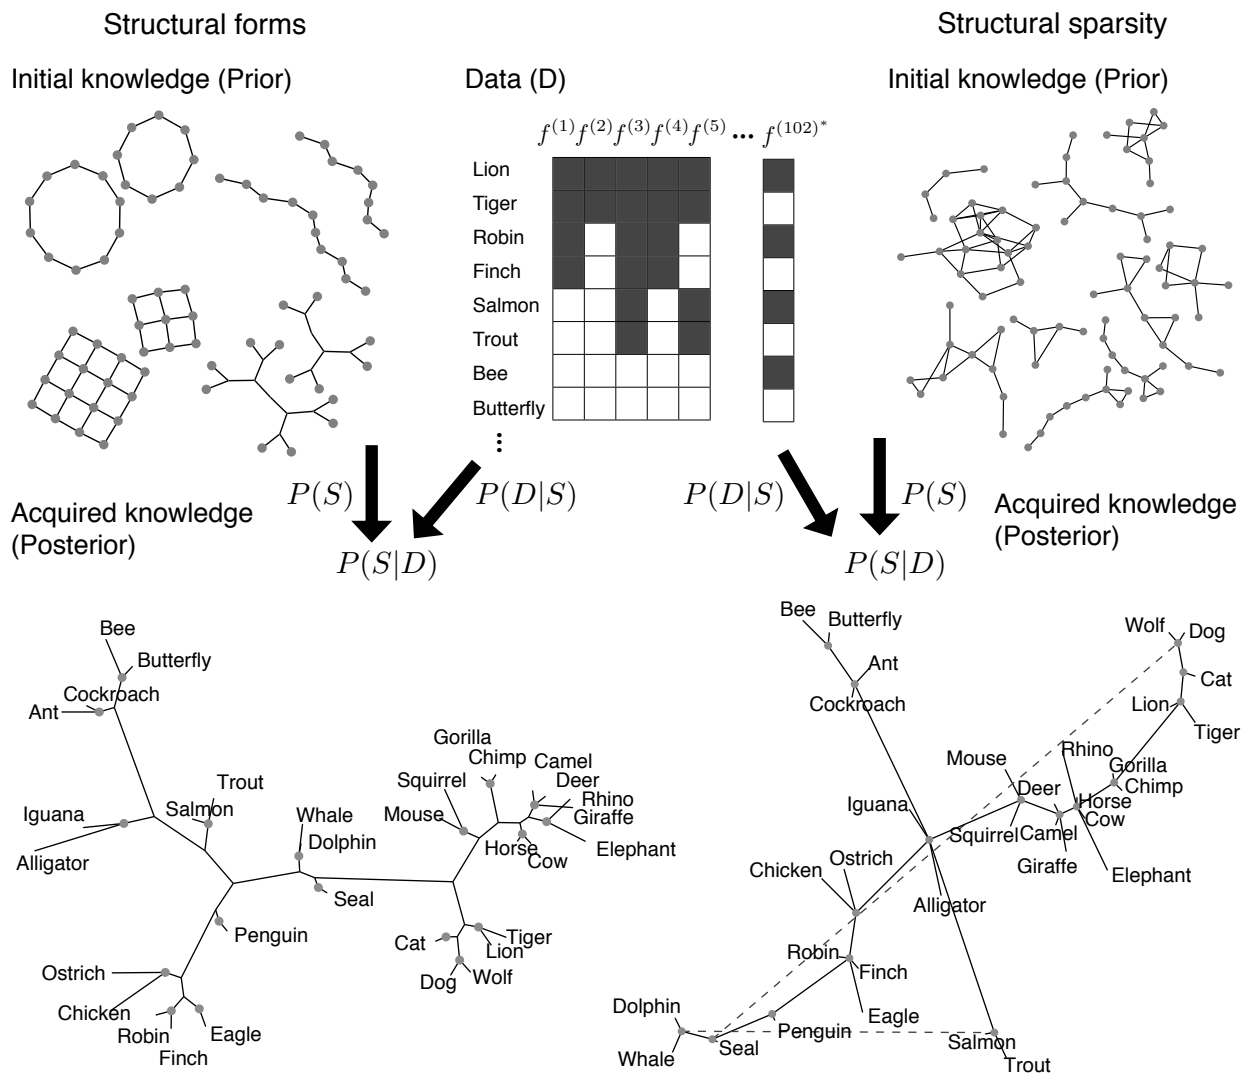 Structural forms
Structural sparsity
Initial knowledge (Prior)
Data (D)
Initial knowledge (Prior)
f^{(1)} f^{(2)} f^{(3)} f^{(4)} f^{(5)} ... f^{(102)*}
Lion
Tiger
Robin
Finch
Salmon
Trout
Bee
Butterfly
⋮
P(S)
P(D|S)
P(D|S)
P(S)
Acquired knowledge
(Posterior)
Acquired knowledge
(Posterior)
P(S|D)
P(S|D)
Bee
Butterfly
Cockroach
Ant
Gorilla
Chimp
Camel
Deer
Squirrel
Rhino
Trout
Salmon
Iguana
Whale
Mouse
Giraffe
Dolphin
Horse
Cow
Elephant
Alligator
Seal
Penguin
Cat
Tiger
Lion
Dog
Wolf
Ostrich
Chicken
Robin
Eagle
Finch
Bee
Butterfly
Wolf
Dog
Ant
Cat
Cockroach
Lion
Tiger
Mouse
Rhino
Gorilla
Deer
Chimp
Iguana
Horse
Squirrel
Camel
Cow
Ostrich
Chicken
Giraffe
Elephant
Alligator
Robin
Finch
Dolphin
Eagle
Penguin
Whale
Seal
Salmon
Trout